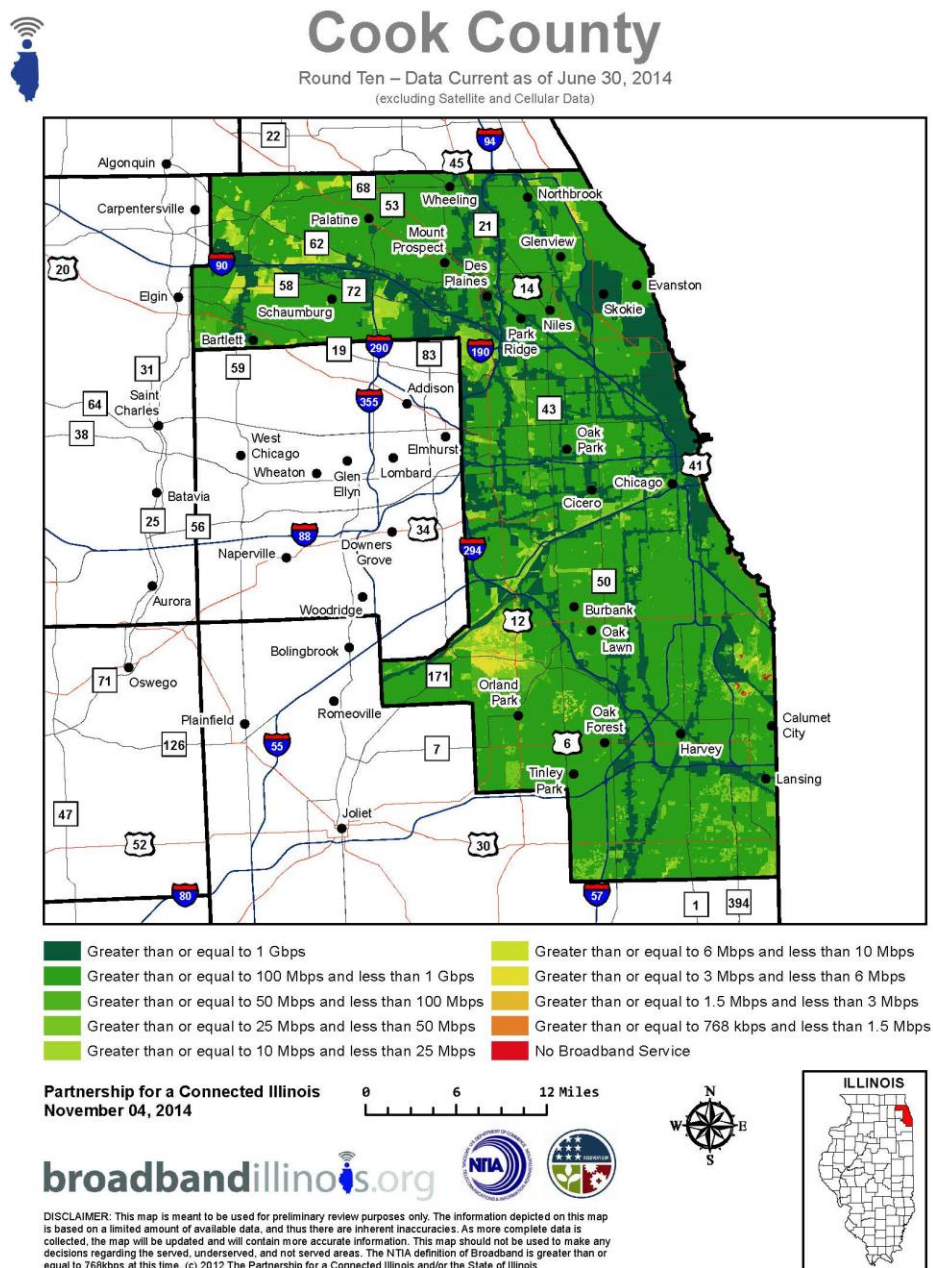 Cook County
Round Ten – Data Current as of June 30, 2014
(excluding Satellite and Cellular Data)
22
94
Algonquin
45
68
Wheeling
Northbrook
Carpentersville
53
Palatine
21
Mount
Prospect
62
Glenview
90
20
Des
Plaines
Evanston
58
72
14
Elgin
Schaumburg
Skokie
Niles
Park
Ridge
Bartlett
19
290
83
190
59
31
Addison
355
Saint
Charles
64
43
38
West
Chicago
Elmhurst
Oak
Park
41
Wheaton
Glen
Ellyn
Lombard
Chicago
Cicero
Batavia
25
56
88
34
Downers
Grove
294
Naperville
50
Aurora
Woodridge
Burbank
12
Oak
Lawn
Bolingbrook
71
Oswego
171
Orland
Park
Romeoville
Oak
Forest
Calumet
City
Plainfield
126
55
7
6
Harvey
Tinley
Park
Lansing
47
Joliet
52
30
80
57
1
394
Greater than or equal to 1 Gbps
Greater than or equal to 100 Mbps and less than 1 Gbps
Greater than or equal to 50 Mbps and less than 100 Mbps
Greater than or equal to 25 Mbps and less than 50 Mbps
Greater than or equal to 10 Mbps and less than 25 Mbps
Greater than or equal to 6 Mbps and less than 10 Mbps
Greater than or equal to 3 Mbps and less than 6 Mbps
Greater than or equal to 1.5 Mbps and less than 3 Mbps
Greater than or equal to 768 kbps and less than 1.5 Mbps
No Broadband Service
Partnership for a Connected Illinois
November 04, 2014
0 6 12 Miles
N
W E
S
ILLINOIS
broadbandillinois.org
NTIA
DISCLAIMER: This map is meant to be used for preliminary review purposes only. The information depicted on this map
is based on a limited amount of available data, and thus there are inherent inaccuracies. As more complete data is
collected, the map will be updated and will contain more accurate information. This map should not be used to make any
decisions regarding the served, underserved, and not served areas. The NTIA definition of Broadband is greater than or
equal to 768kbps at this time. (c) 2012 The Partnership for a Connected Illinois and/or the State of Illinois